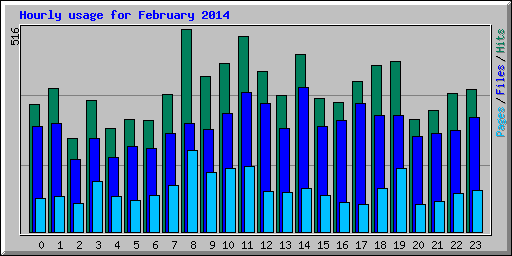 Hourly usage for February 2014
516
Pages / Files / Hits
0 1 2 3 4 5 6 7 8 9 10 11 12 13 14 15 16 17 18 19 20 21 22 23